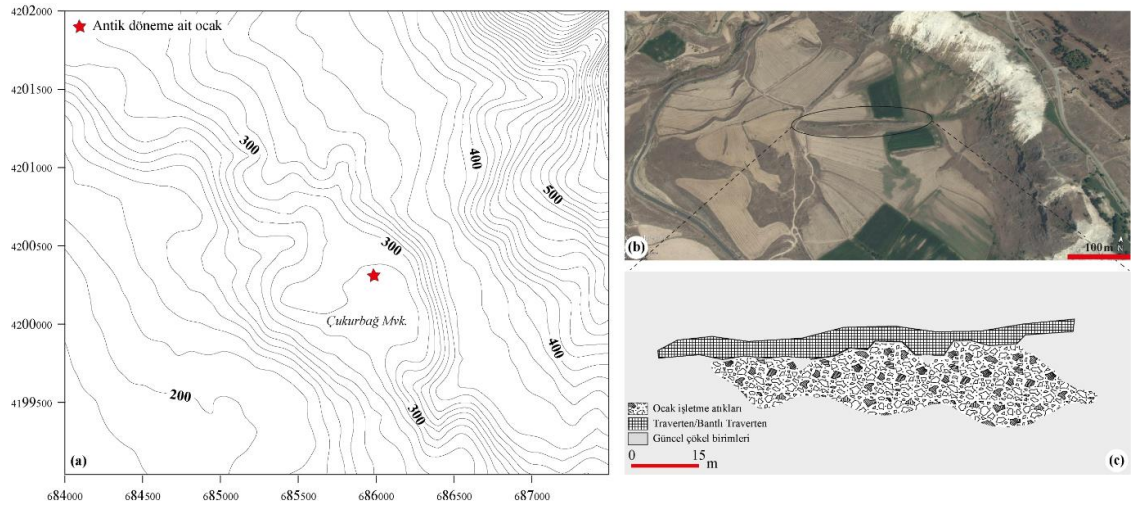 4202000
Antik döneme ait ocak
4201500
300
4201000
400
500
4200500
300
Çukurbağ Mvk.
4200000
400
200
4199500
300
(a)
684000 684500 685000 685500 686000 686500 687000
(b)
N
100 m
Ocak işletme atıkları
Traverten/Bantlı Traverten
Güncel çökel birimleri
0 15
m
(c)